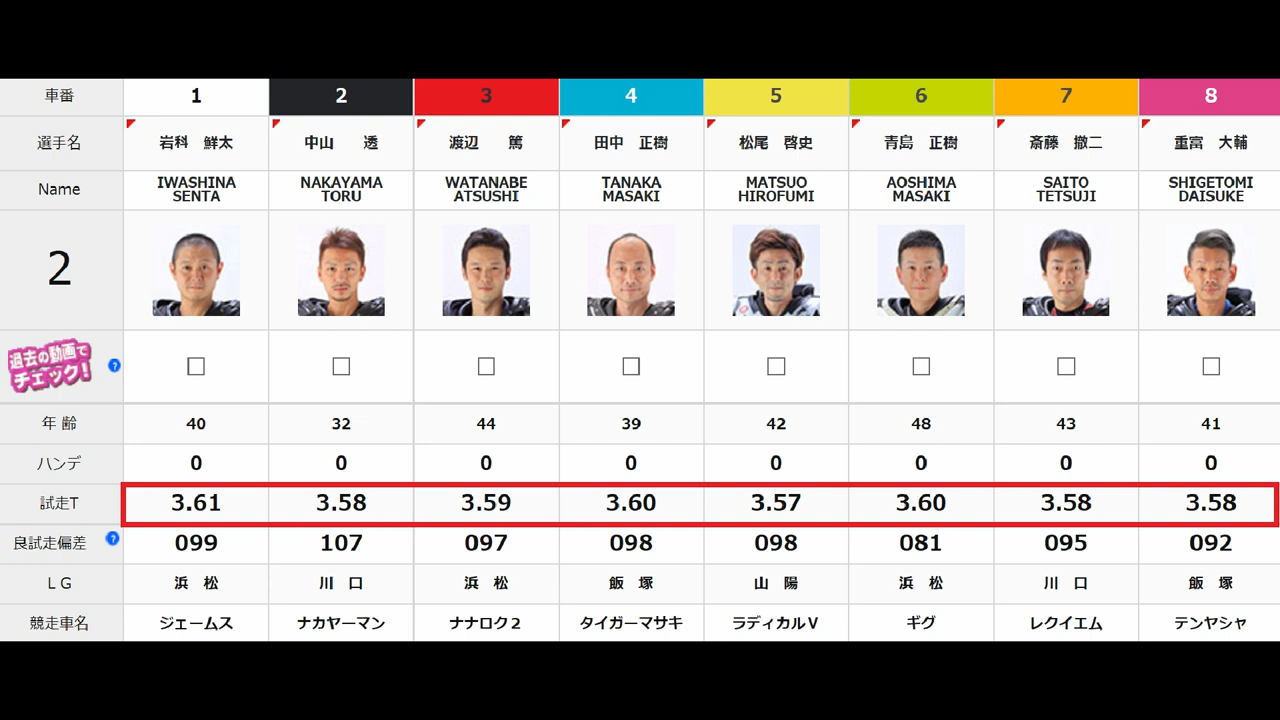 車番 1 2 3 4 5 6 7 8
選手名 岩科 鮮太 中山 透 渡辺 篤 田中 正樹 松尾 啓史 青島 正樹 斎藤 撤二 重富 大輔
Name IWASHINA NAKAYAMA WATANABE TANAKA MATSUO AOSHIMA SAITO SHIGETOMI
SENTA TORU ATSUSHI MASAKI HIROFUMI MASAKI TETSUJI DAISUKE
2
過去の動画で
チェック! ?
年 齢 40 32 44 39 42 48 43 41
ハンデ 0 0 0 0 0 0 0 0
試走T 3.61 3.58 3.59 3.60 3.57 3.60 3.58 3.58
良試走偏差 ? 099 107 097 098 098 081 095 092
L G 浜 松 川 口 浜 松 飯 塚 山 陽 浜 松 川 口 飯 塚
競走車名 ジェームス ナカヤーマン ナナロク2 タイガーマサキ ラディカルV ギグ レクイエム テンヤシャ